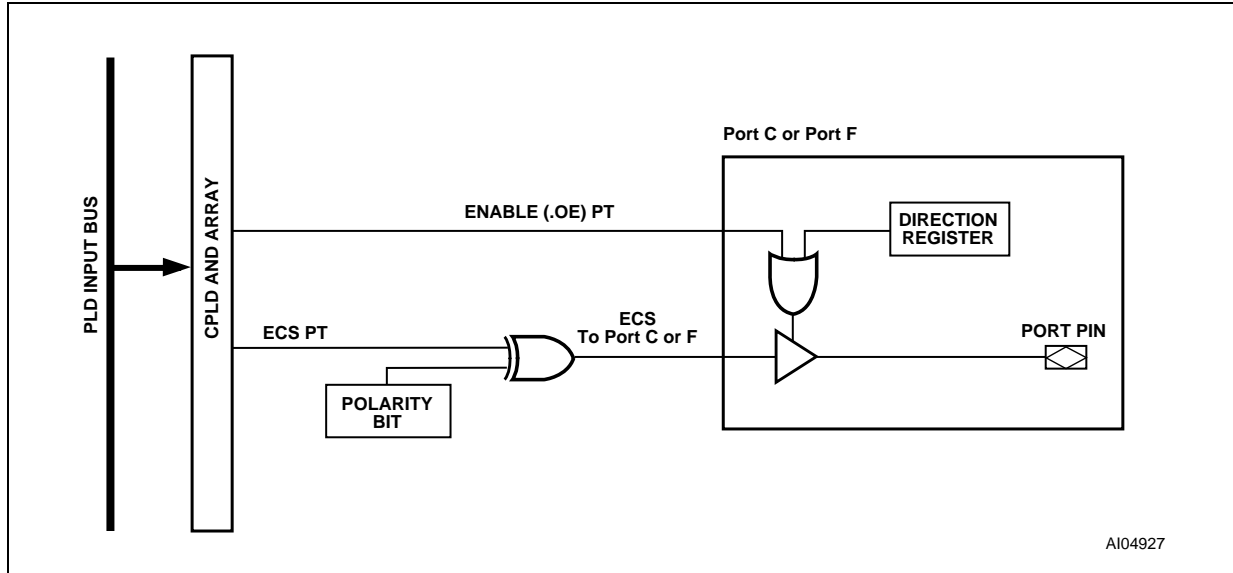 Port C or Port F
PLD INPUT BUS
CPLD AND ARRAY
ENABLE (.OE) PT
DIRECTION
REGISTER
ECS PT
ECS
To Port C or F
PORT PIN
POLARITY
BIT
AI04927